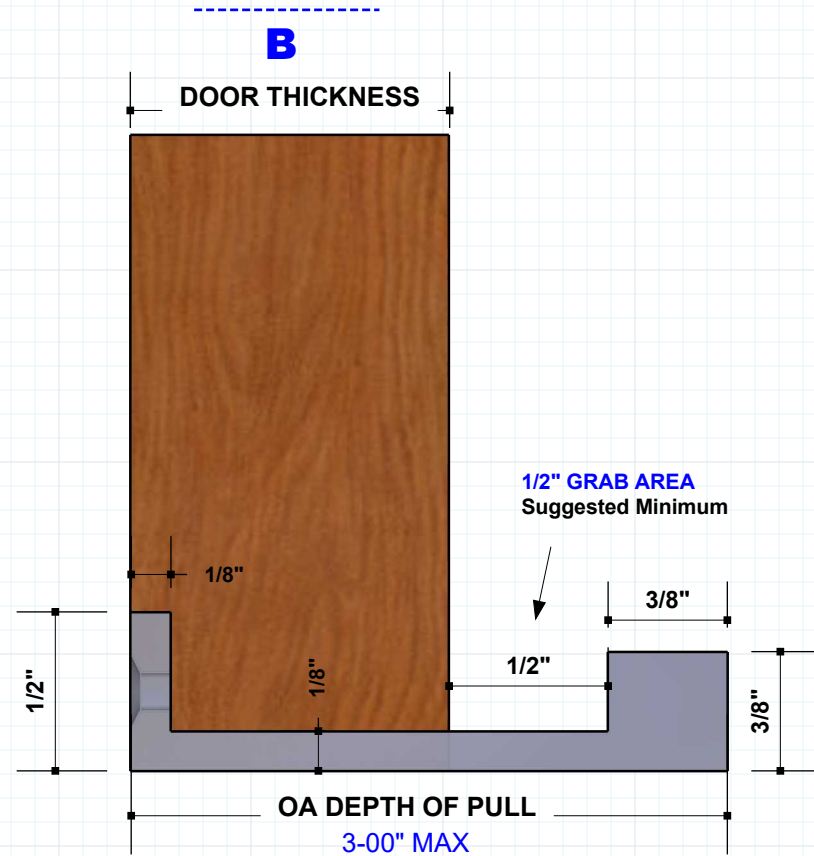 B
DOOR THICKNESS
1/2" GRAB AREA
Suggested Minimum
1/8"
3/8"
1/2"
1/8"
1/2"
3/8"
OA DEPTH OF PULL
3-00" MAX